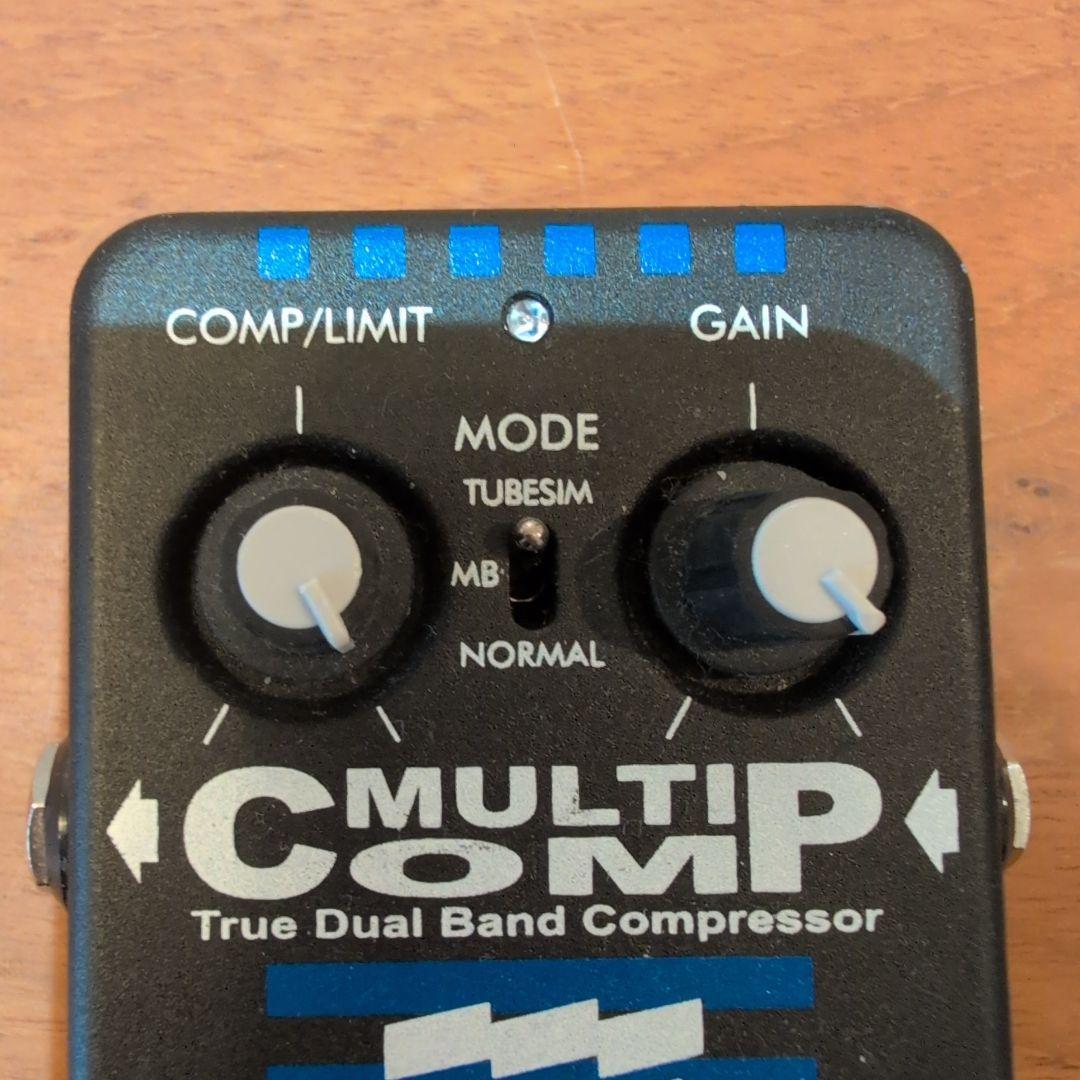 COMP/LIMIT GAIN
MODE
TUBESIM
MB
NORMAL
MULTI
COMP
True Dual Band Compressor